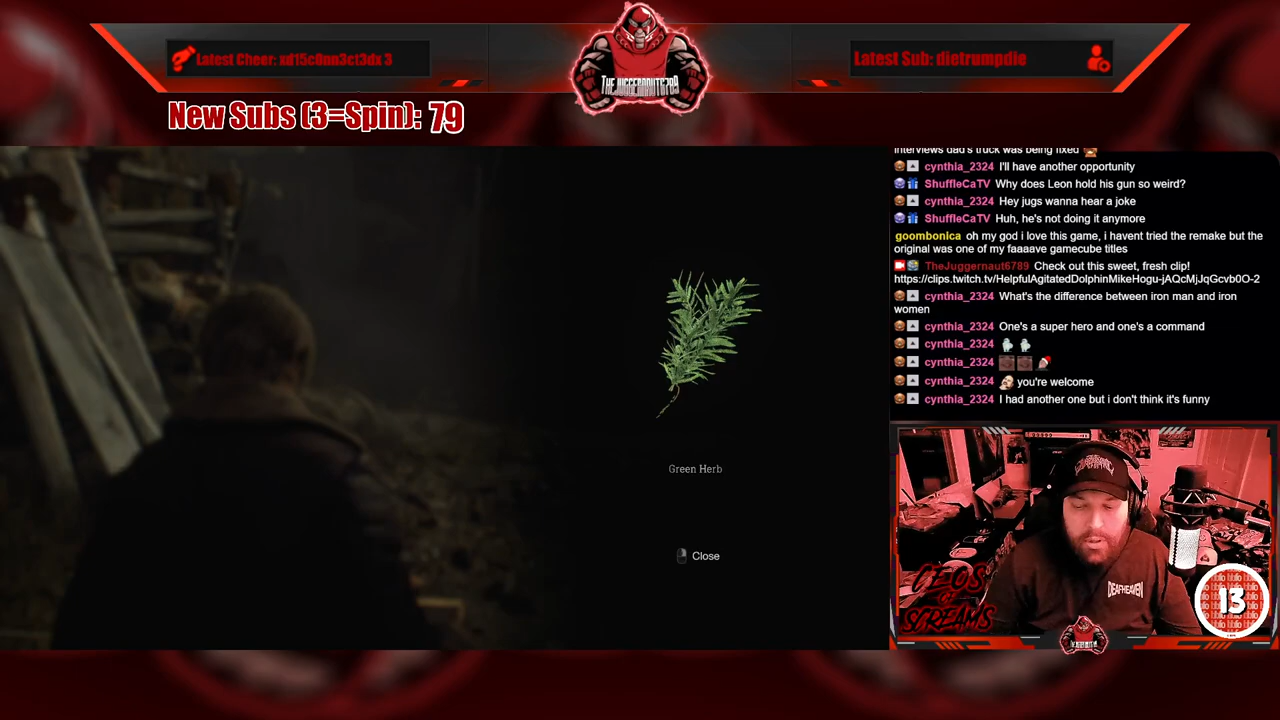 Latest Cheer: xd15c0nn3ct3dx 3
THEJUGGERNAUT6789
Latest Sub: dietrumpdie
New Subs (3=Spin): 79
interviews dad's truck was being fixed
cynthia_2324 I'll have another opportunity
ShuffleCaTV Why does Leon hold his gun so weird?
cynthia_2324 Hey jugs wanna hear a joke
ShuffleCaTV Huh, he's not doing it anymore
goombonica oh my god i love this game, i havent tried the remake but the
original was one of my faaaave gamecube titles
TheJuggernaut6789 Check out this sweet, fresh clip!
https://clips.twitch.tv/HelpfulAgitatedDolphinMikeHogu-jAQcMjJqGcvb0O-2
cynthia_2324 What's the difference between iron man and iron
women
cynthia_2324 One's a super hero and one's a command
cynthia_2324
cynthia_2324
cynthia_2324 you're welcome
cynthia_2324 I had another one but i don't think it's funny
Green Herb
Close
DEAFHEAVEN
CEOS
OF
SCREAMS
13